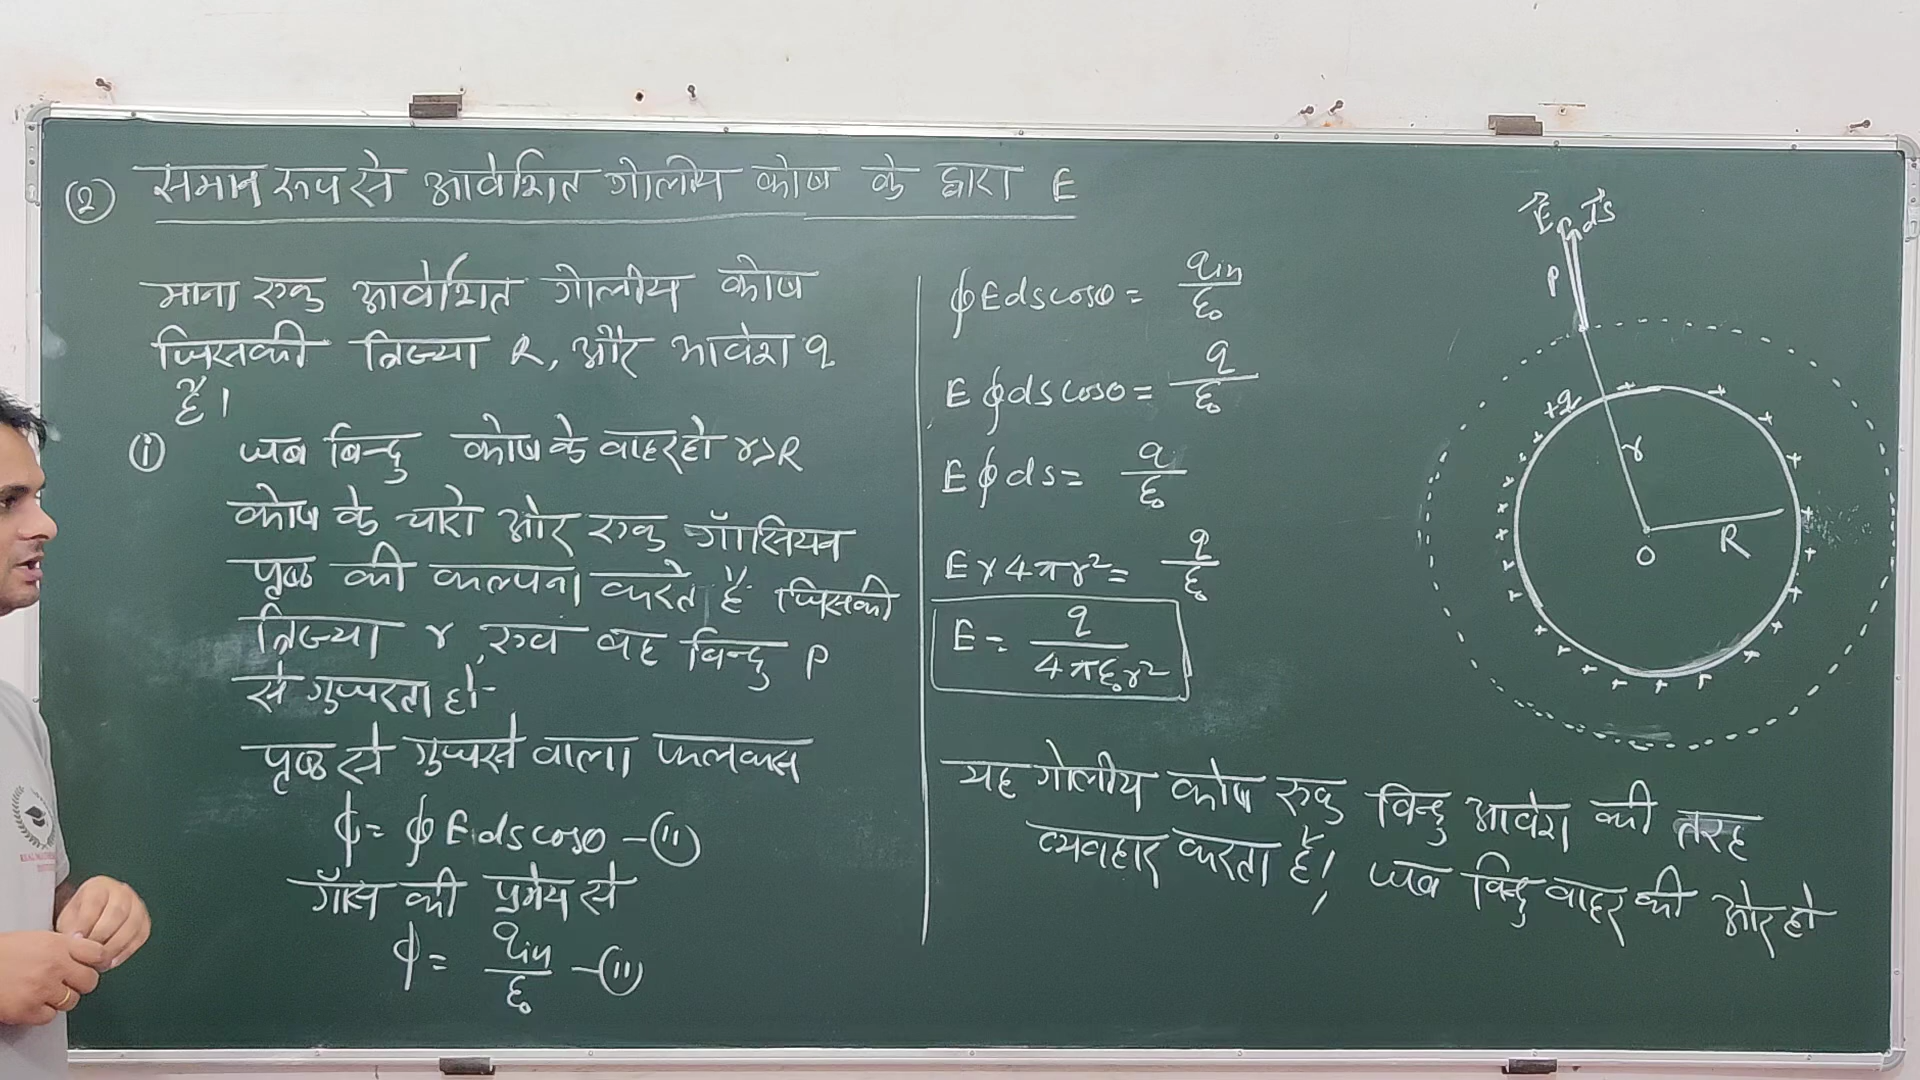 ② समान रूप से आवेशित गोलीय कोष के द्वारा E
माना एक आवेशित गोलीय कोष
जिसकी त्रिज्या R, और आवेश q
है।
(i) जब बिन्दु कोष के बाहर हो r>R
कोष के चारो ओर एक गॉसियन
पृष्ठ की कल्पना करते है जिसकी
त्रिज्या r, एवं वह बिन्दु P
से गुजरता हो-
पृष्ठ से गुजरने वाला फलक्स
ϕ = ∮ E ds cosθ –(ii)
गॉस की प्रमेय से
ϕ = qin/ε₀ –(ii)
∮ E ds cosθ = qin/ε₀
E ∮ ds cosθ = q/ε₀
E ∮ ds = q/ε₀
E x 4πr² = q/ε₀
E = q/4πε₀r²
यह गोलीय कोष एक बिन्दु आवेश की तरह
व्यवहार करता है। जब बिन्दु बाहर की ओर हो
E ds
P
+q
r
R
O